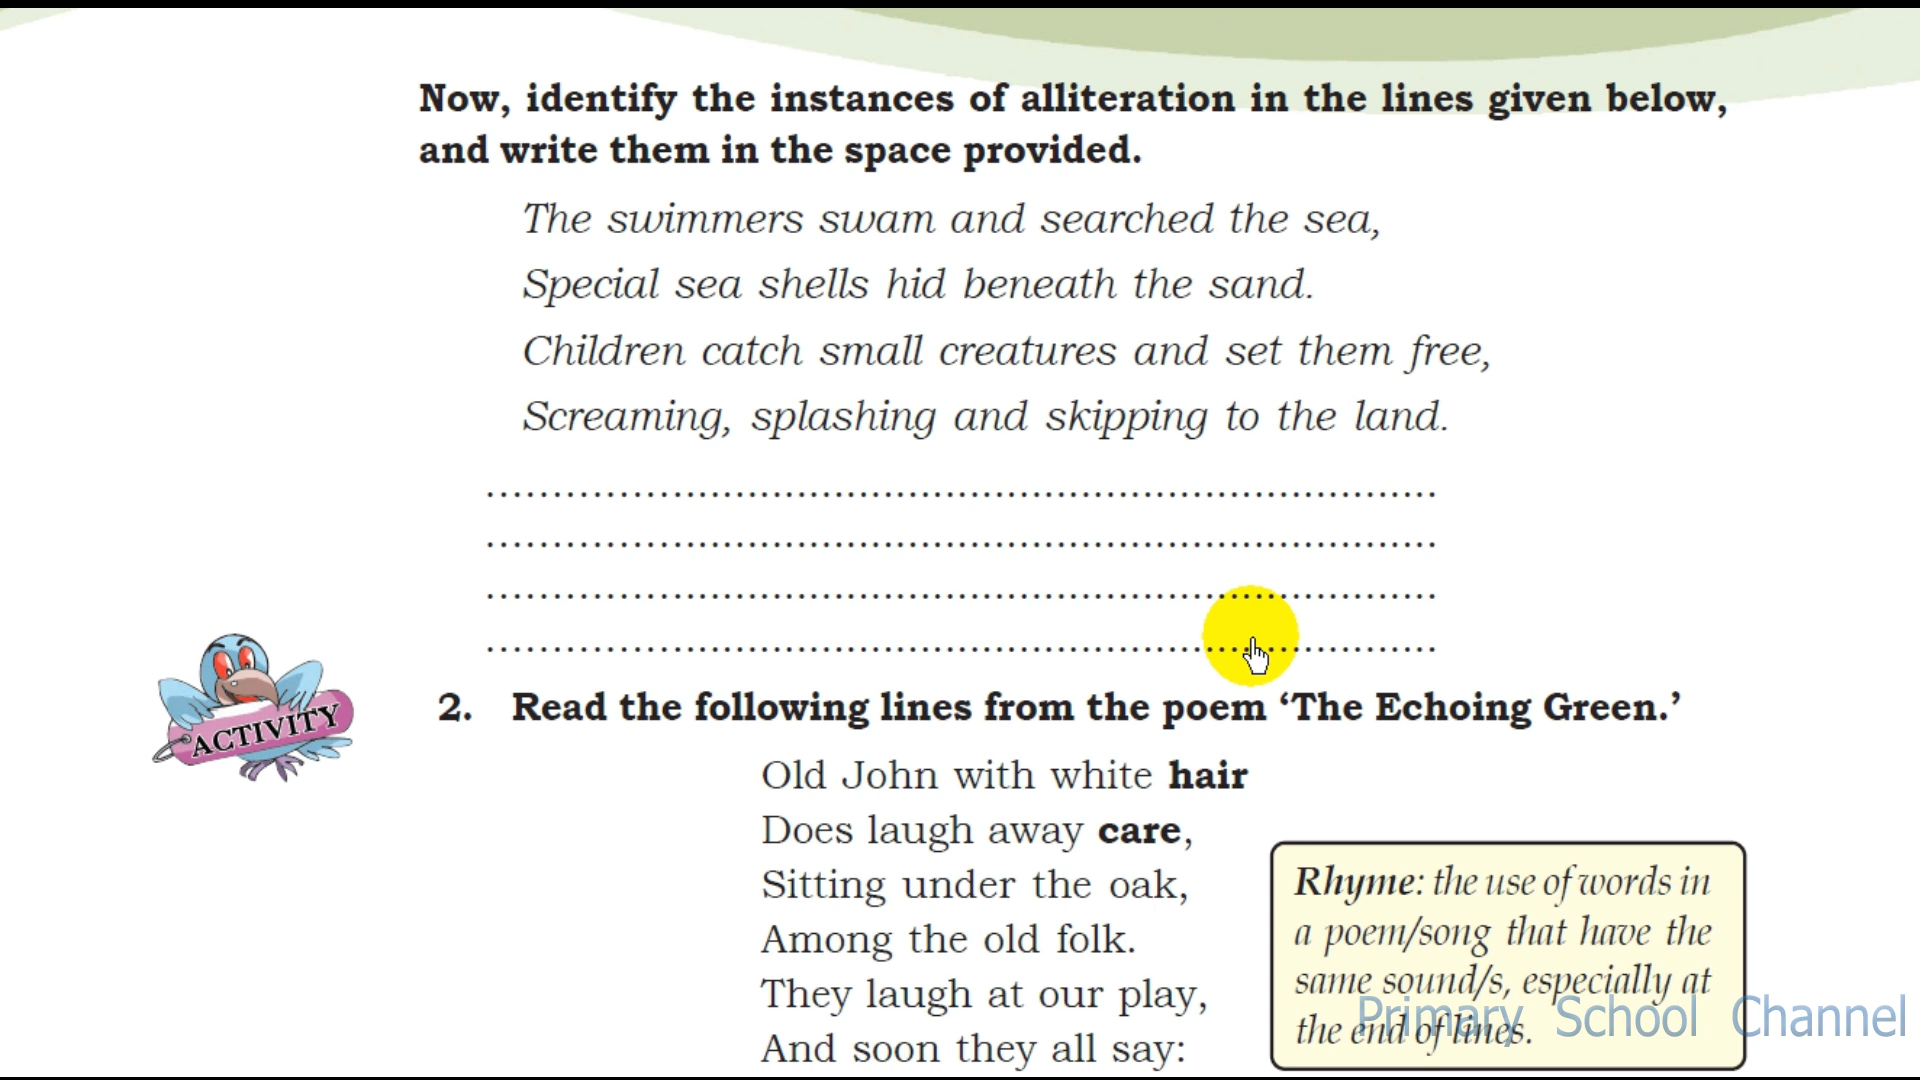 Now, identify the instances of alliteration in the lines given below,
and write them in the space provided.
The swimmers swam and searched the sea,
Special sea shells hid beneath the sand.
Children catch small creatures and set them free,
Screaming, splashing and skipping to the land.
ACTIVITY
2. Read the following lines from the poem ‘The Echoing Green.’
Old John with white hair
Does laugh away care,
Sitting under the oak,
Among the old folk.
They laugh at our play,
And soon they all say:
Rhyme: the use of words in
a poem/song that have the
same sound/s, especially at
the end of lines.
Primary School Channel